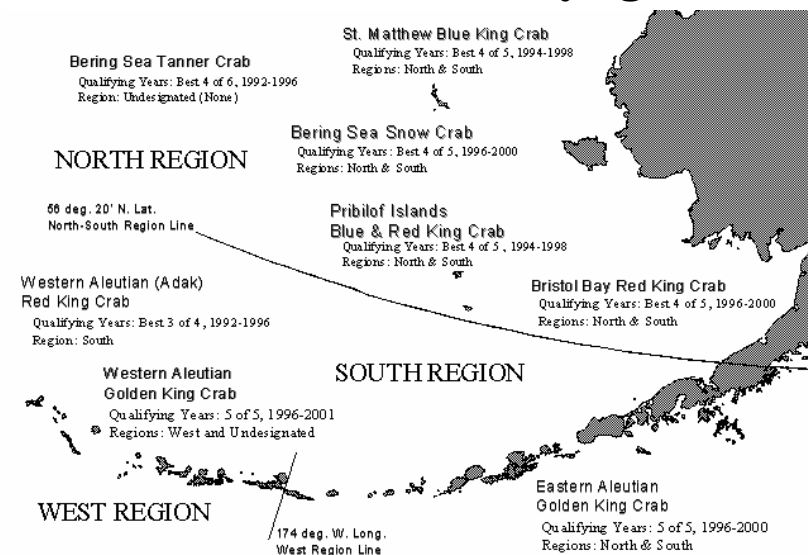 St. Matthew Blue King Crab
Qualifying Years: Best 4 of 5, 1994-1998
Regions: North & South
Bering Sea Tanner Crab
Qualifying Years: Best 4 of 6, 1992-1996
Region: Undesignated (None)
Bering Sea Snow Crab
Qualifying Years: Best 4 of 5, 1996-2000
Regions: North & South
NORTH REGION
56 deg. 20' N. Lat.
North-South Region Line
Pribilof Islands
Blue & Red King Crab
Qualifying Years: Best 4 of 5, 1994-1998
Regions: North & South
Western Aleutian (Adak)
Red King Crab
Qualifying Years: Best 3 of 4, 1992-1996
Region: South
Bristol Bay Red King Crab
Qualifying Years: Best 4 of 5, 1996-2000
Regions: North & South
SOUTH REGION
Western Aleutian
Golden King Crab
Qualifying Years: 5 of 5, 1996-2001
Regions: West and Undesignated
WEST REGION
174 deg. W. Long.
West Region Line
Eastern Aleutian
Golden King Crab
Qualifying Years: 5 of 5, 1996-2000
Regions: North & South